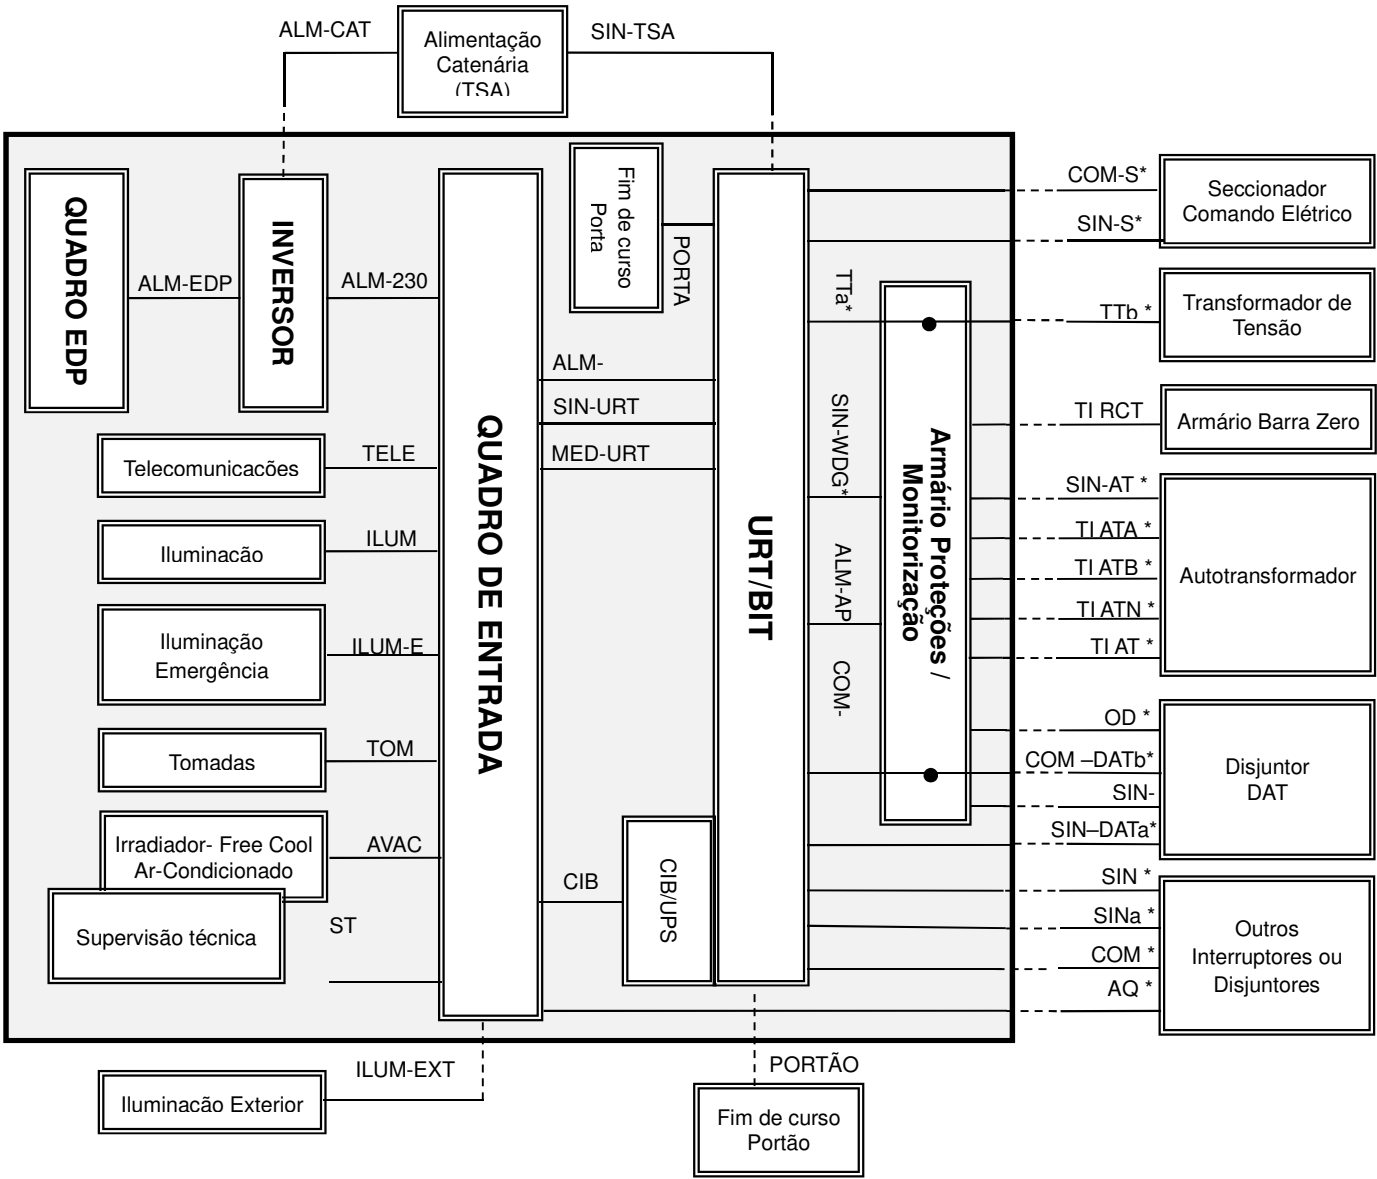 ALM-CAT
Alimentação
Catenária
(TSA)
SIN-TSA
QUADRO EDP
ALM-EDP
INVERSOR
ALM-230
QUADRO DE ENTRADA
Fim de curso
Porta
PORTA
ALM-
SIN-URT
MED-URT
URT/BIT
TTa*
SIN-WDG*
ALM-AP
COM-
Armário Proteções /
Monitorização
Telecomunicacões
TELE
Iluminacão
ILUM
Iluminação
Emergência
ILUM-E
Tomadas
TOM
Irradiador- Free Cool
Ar-Condicionado
AVAC
Supervisão técnica
ST
CIB
CIB/UPS
Iluminacão Exterior
ILUM-EXT
PORTÃO
Fim de curso
Portão
COM-S*
SIN-S*
Seccionador
Comando Elétrico
TTb *
Transformador de
Tensão
TI RCT
Armário Barra Zero
SIN-AT *
TI ATA *
TI ATB *
TI ATN *
TI AT *
Autotransformador
OD *
COM –DATb*
SIN-
SIN–DATa*
Disjuntor
DAT
SIN *
SINa *
COM *
AQ *
Outros
Interruptores ou
Disjuntores